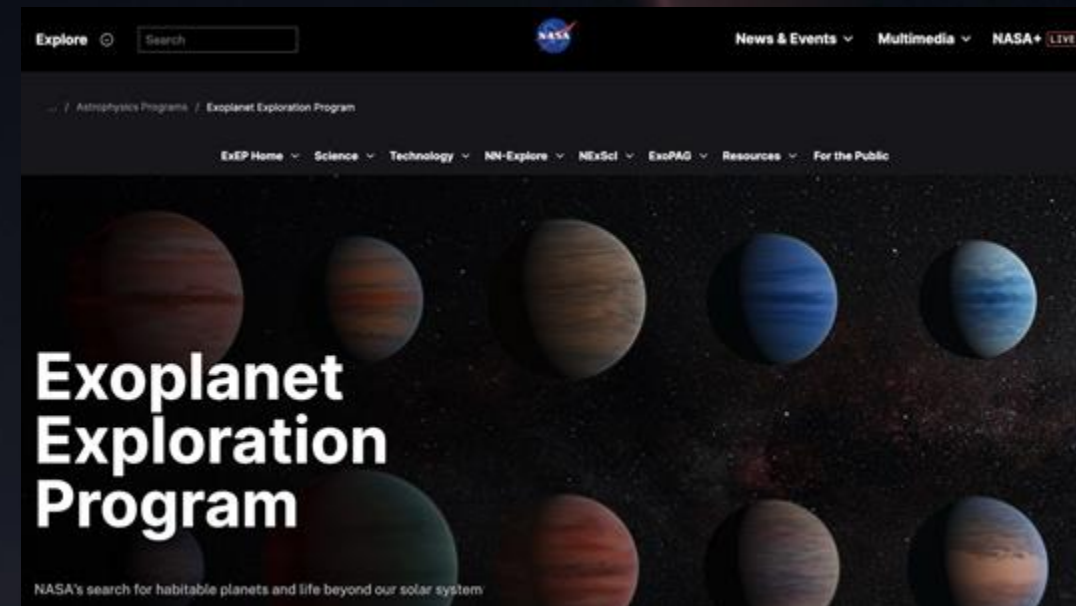 Explore
Search
NASA
News & Events
Multimedia
NASA+ LIVE
... / Astrophysics Programs / Exoplanet Exploration Program
ExEP Home
Science
Technology
NN-Explore
NExScI
ExoPAG
Resources
For the Public
Exoplanet
Exploration
Program
NASA's search for habitable planets and life beyond our solar system